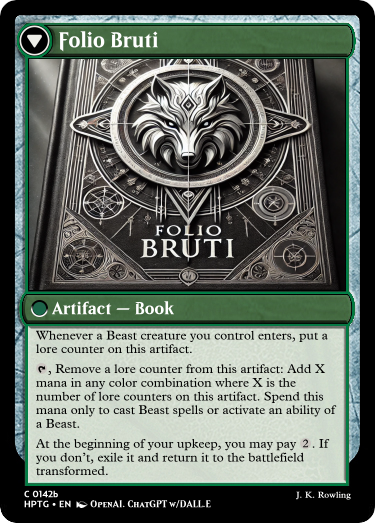 Folio Bruti
FOLIO
BRUTI
Artifact — Book
Whenever a Beast creature you control enters, put a
lore counter on this artifact.
, Remove a lore counter from this artifact: Add X
mana in any color combination where X is the
number of lore counters on this artifact. Spend this
mana only to cast Beast spells or activate an ability of
a Beast.
At the beginning of your upkeep, you may pay 2. If
you don't, exile it and return it to the battlefield
transformed.
C 0142b
HPTG • EN OpenAI. ChatGPT w/DALL.E
J. K. Rowling